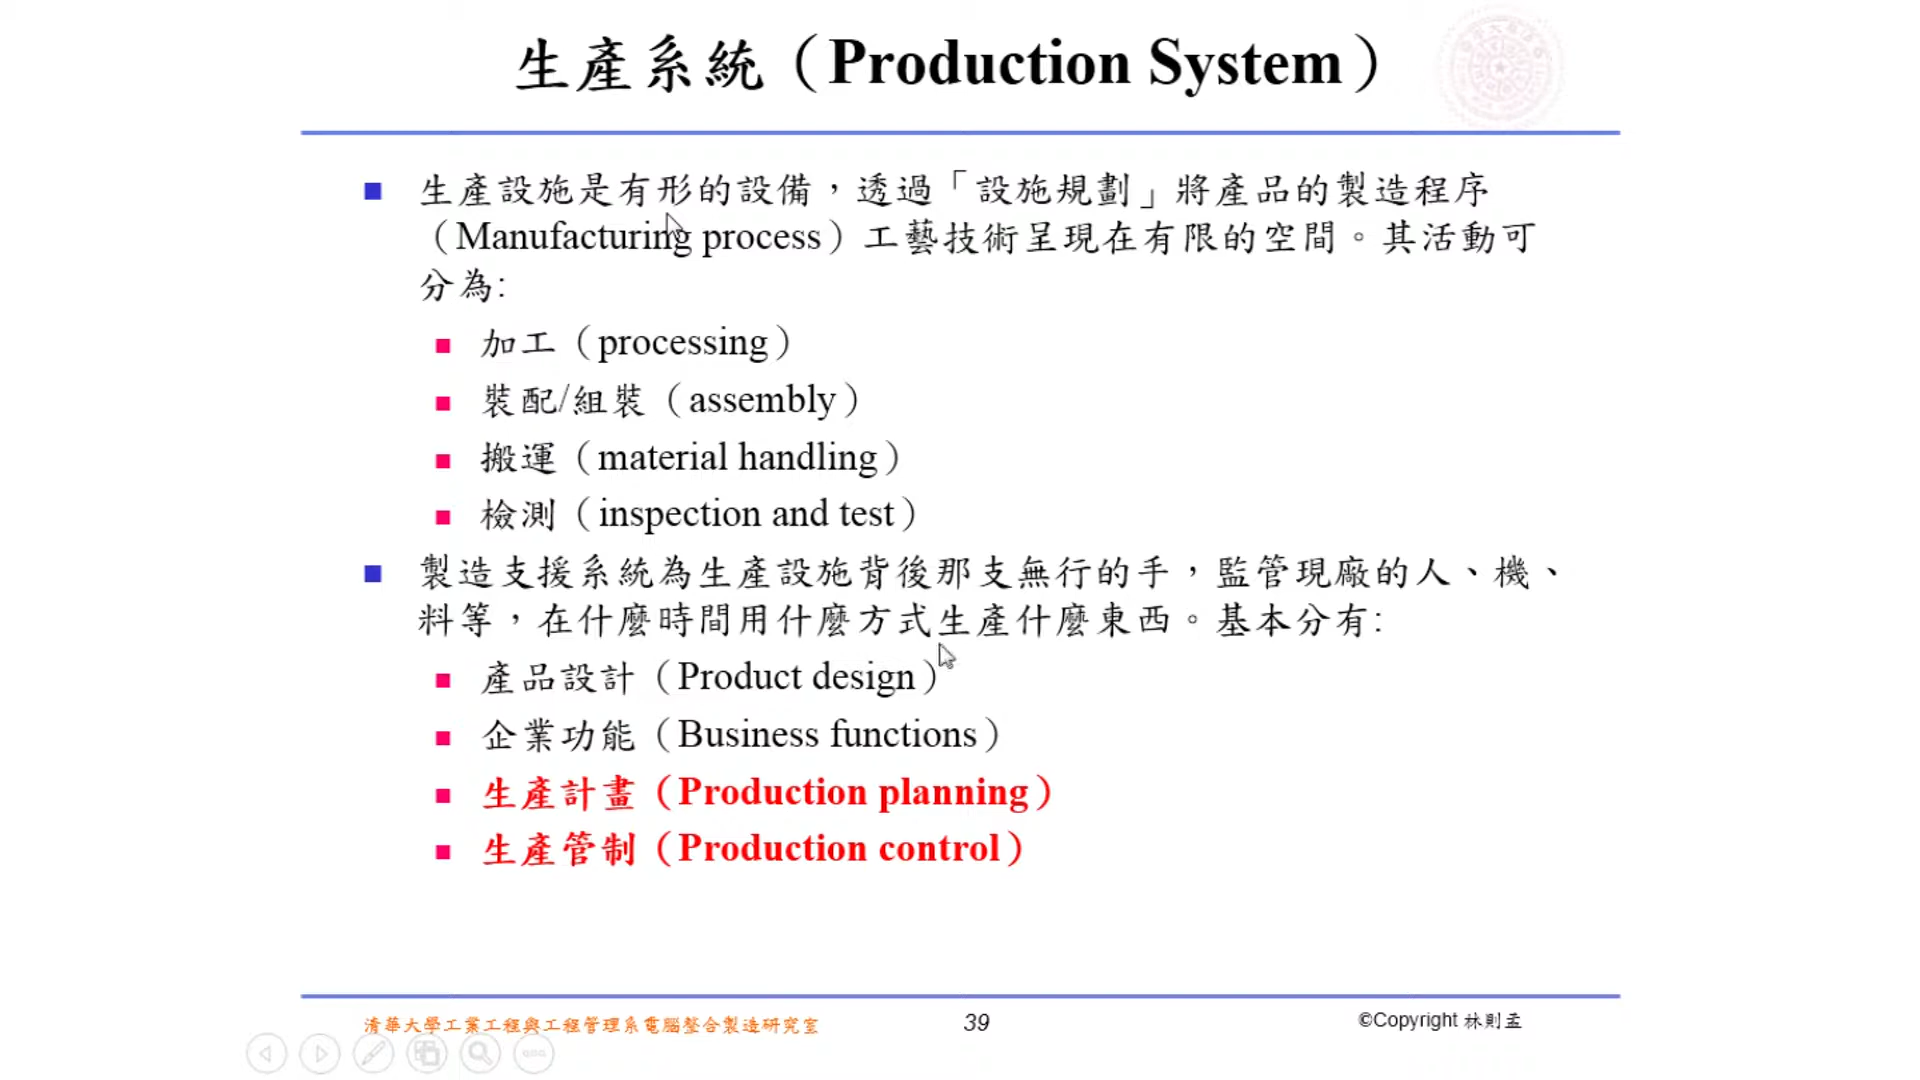 生產系統（Production System）
生產設施是有形的設備，透過「設施規劃」將產品的製造程序
（Manufacturing process）工藝技術呈現在有限的空間。其活動可
分為:
加工（processing）
裝配/組裝（assembly）
搬運（material handling）
檢測（inspection and test）
製造支援系統為生產設施背後那支無行的手，監管現廠的人、機、
料等，在什麼時間用什麼方式生產什麼東西。基本分有:
產品設計（Product design）
企業功能（Business functions）
生產計畫（Production planning）
生產管制（Production control）
清華大學工業工程與工程管理系電腦整合製造研究室
39
©Copyright 林則孟